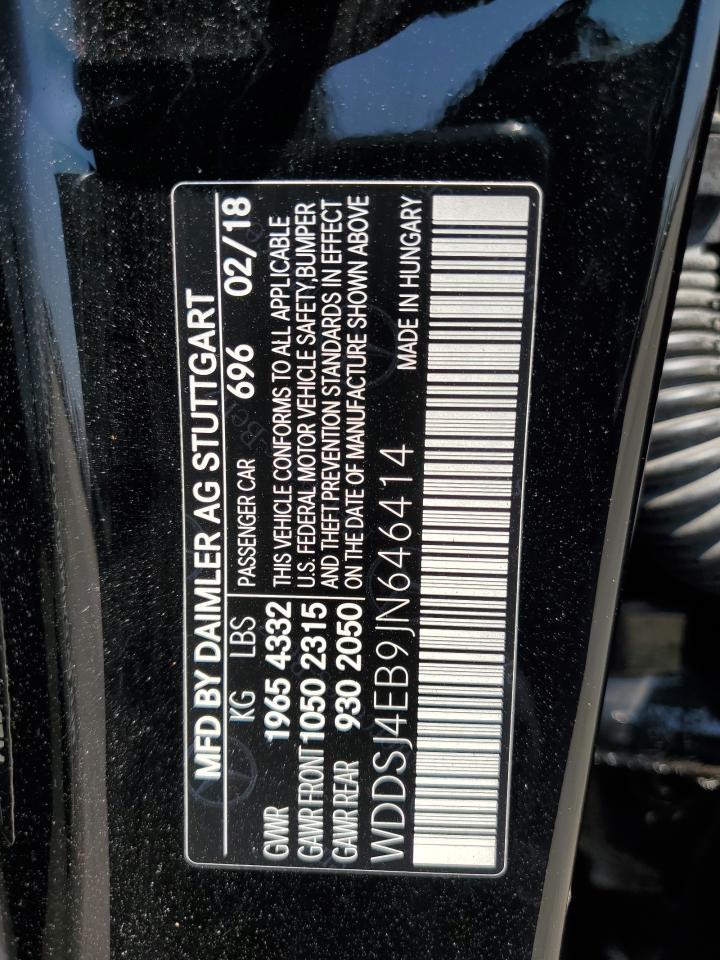 MFD BY DAIMLER AG STUTTGART
KG LBS PASSENGER CAR 696 02/18
GWR 1965 4332 THIS VEHICLE CONFORMS TO ALL APPLICABLE
GAWR FRONT 1050 2315 U.S. FEDERAL MOTOR VEHICLE SAFETY, BUMPER
GAWR REAR 930 2050 AND THEFT PREVENTION STANDARDS IN EFFECT
ON THE DATE OF MANUFACTURE SHOWN ABOVE
WDDSJ4EB9JN646414 MADE IN HUNGARY